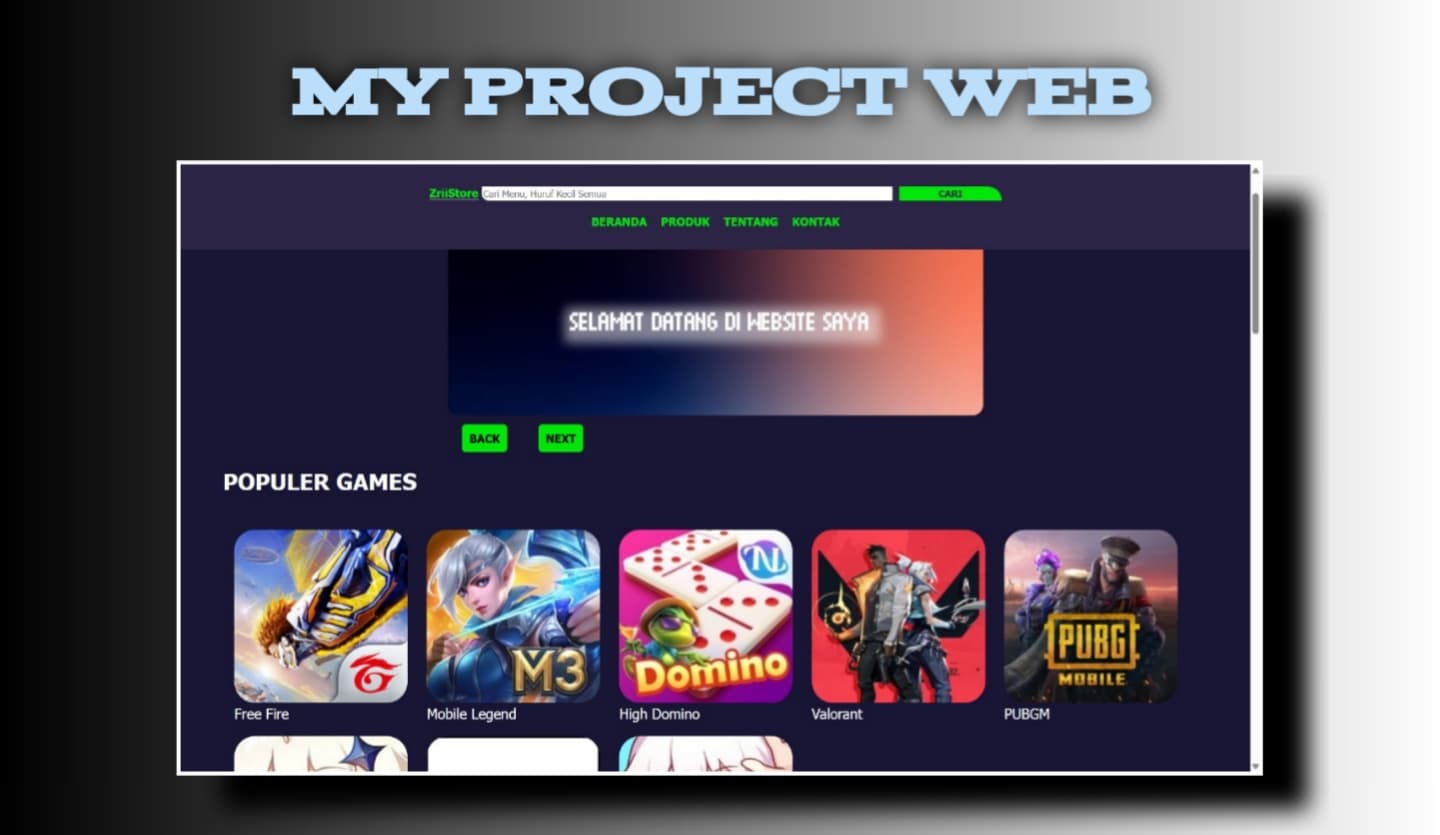 MY PROJECT WEB
ZriiStore Cari Menu, Huruf Kecil Semua CARI
BERANDA PRODUK TENTANG KONTAK
SELAMAT DATANG DI WEBSITE SAYA
BACK NEXT
POPULER GAMES
M3
Domino
PUBG
MOBILE
Free Fire Mobile Legend High Domino Valorant PUBGM